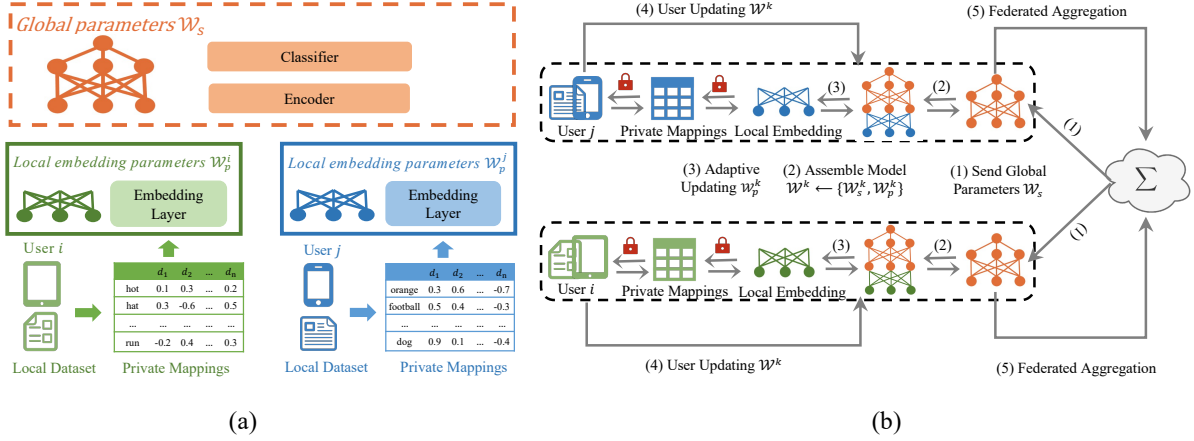 Global parameters 𝒲s
Classifier
Encoder
Local embedding parameters 𝒲p^i
Embedding
Layer
Local embedding parameters 𝒲p^j
Embedding
Layer
User i
d1 d2 ... dn
hot 0.1 0.3 ... 0.2
hat 0.3 -0.6 ... 0.5
... ... ... ...
run -0.2 0.4 ... 0.3
Local Dataset
Private Mappings
User j
d1 d2 ... dn
orange 0.3 0.6 ... -0.7
football 0.5 0.4 ... -0.3
... ... ... ...
dog 0.9 0.1 ... -0.4
Local Dataset
Private Mappings
(a)
(4) User Updating 𝒲^k
(5) Federated Aggregation
(3)
(2)
User j
Private Mappings
Local Embedding
(1)
(3) Adaptive
Updating 𝒲p^k
(2) Assemble Model
𝒲^k ← {𝒲s^k, 𝒲p^k}
(1) Send Global
Parameters 𝒲s
Σ
(1)
(3)
(2)
User i
Private Mappings
Local Embedding
(4) User Updating 𝒲^k
(5) Federated Aggregation
(b)